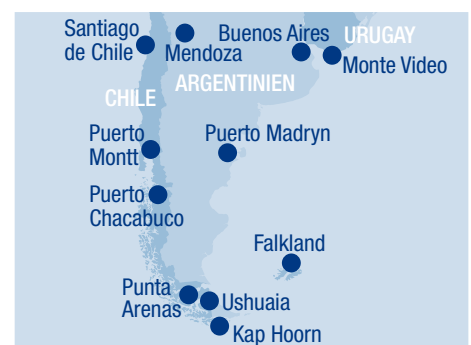 Santiago
de Chile
Mendoza
Buenos Aires
URUGAY
Monte Video
ARGENTINIEN
CHILE
Puerto
Montt
Puerto Madryn
Puerto
Chacabuco
Falkland
Punta
Arenas
Ushuaia
Kap Hoorn